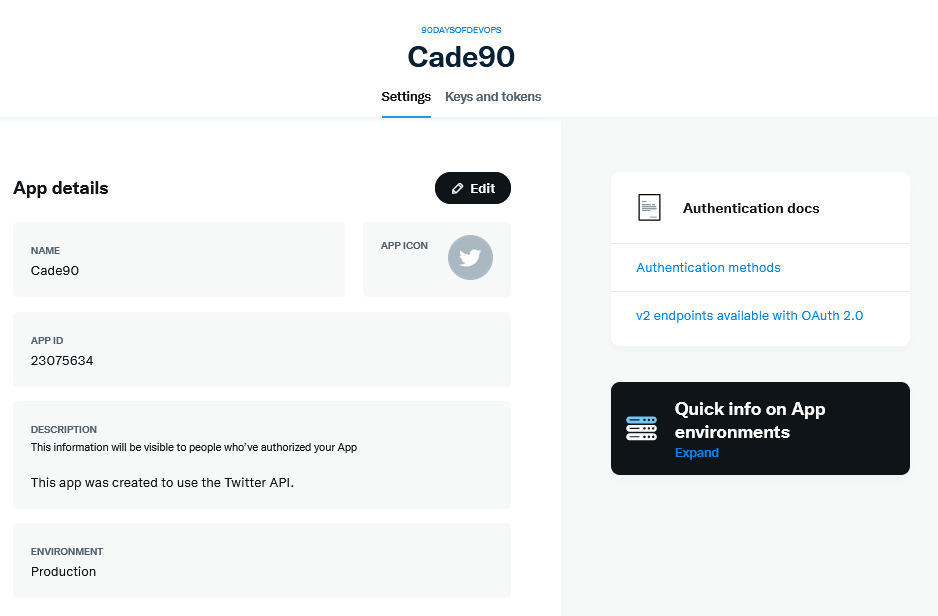 90DAYSOFDEVOPS
Cade90
Settings
Keys and tokens
App details
Edit
NAME
Cade90
APP ICON
APP ID
23075634
DESCRIPTION
This information will be visible to people who've authorized your App
This app was created to use the Twitter API.
ENVIRONMENT
Production
Authentication docs
Authentication methods
v2 endpoints available with OAuth 2.0
Quick info on App
environments
Expand